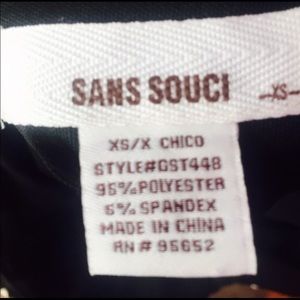 SANS SOUCI -XS-
XS/X CHICO
STYLE#GST448
95%POLYESTER
5%SPANDEX
MADE IN CHINA
RN# 95652